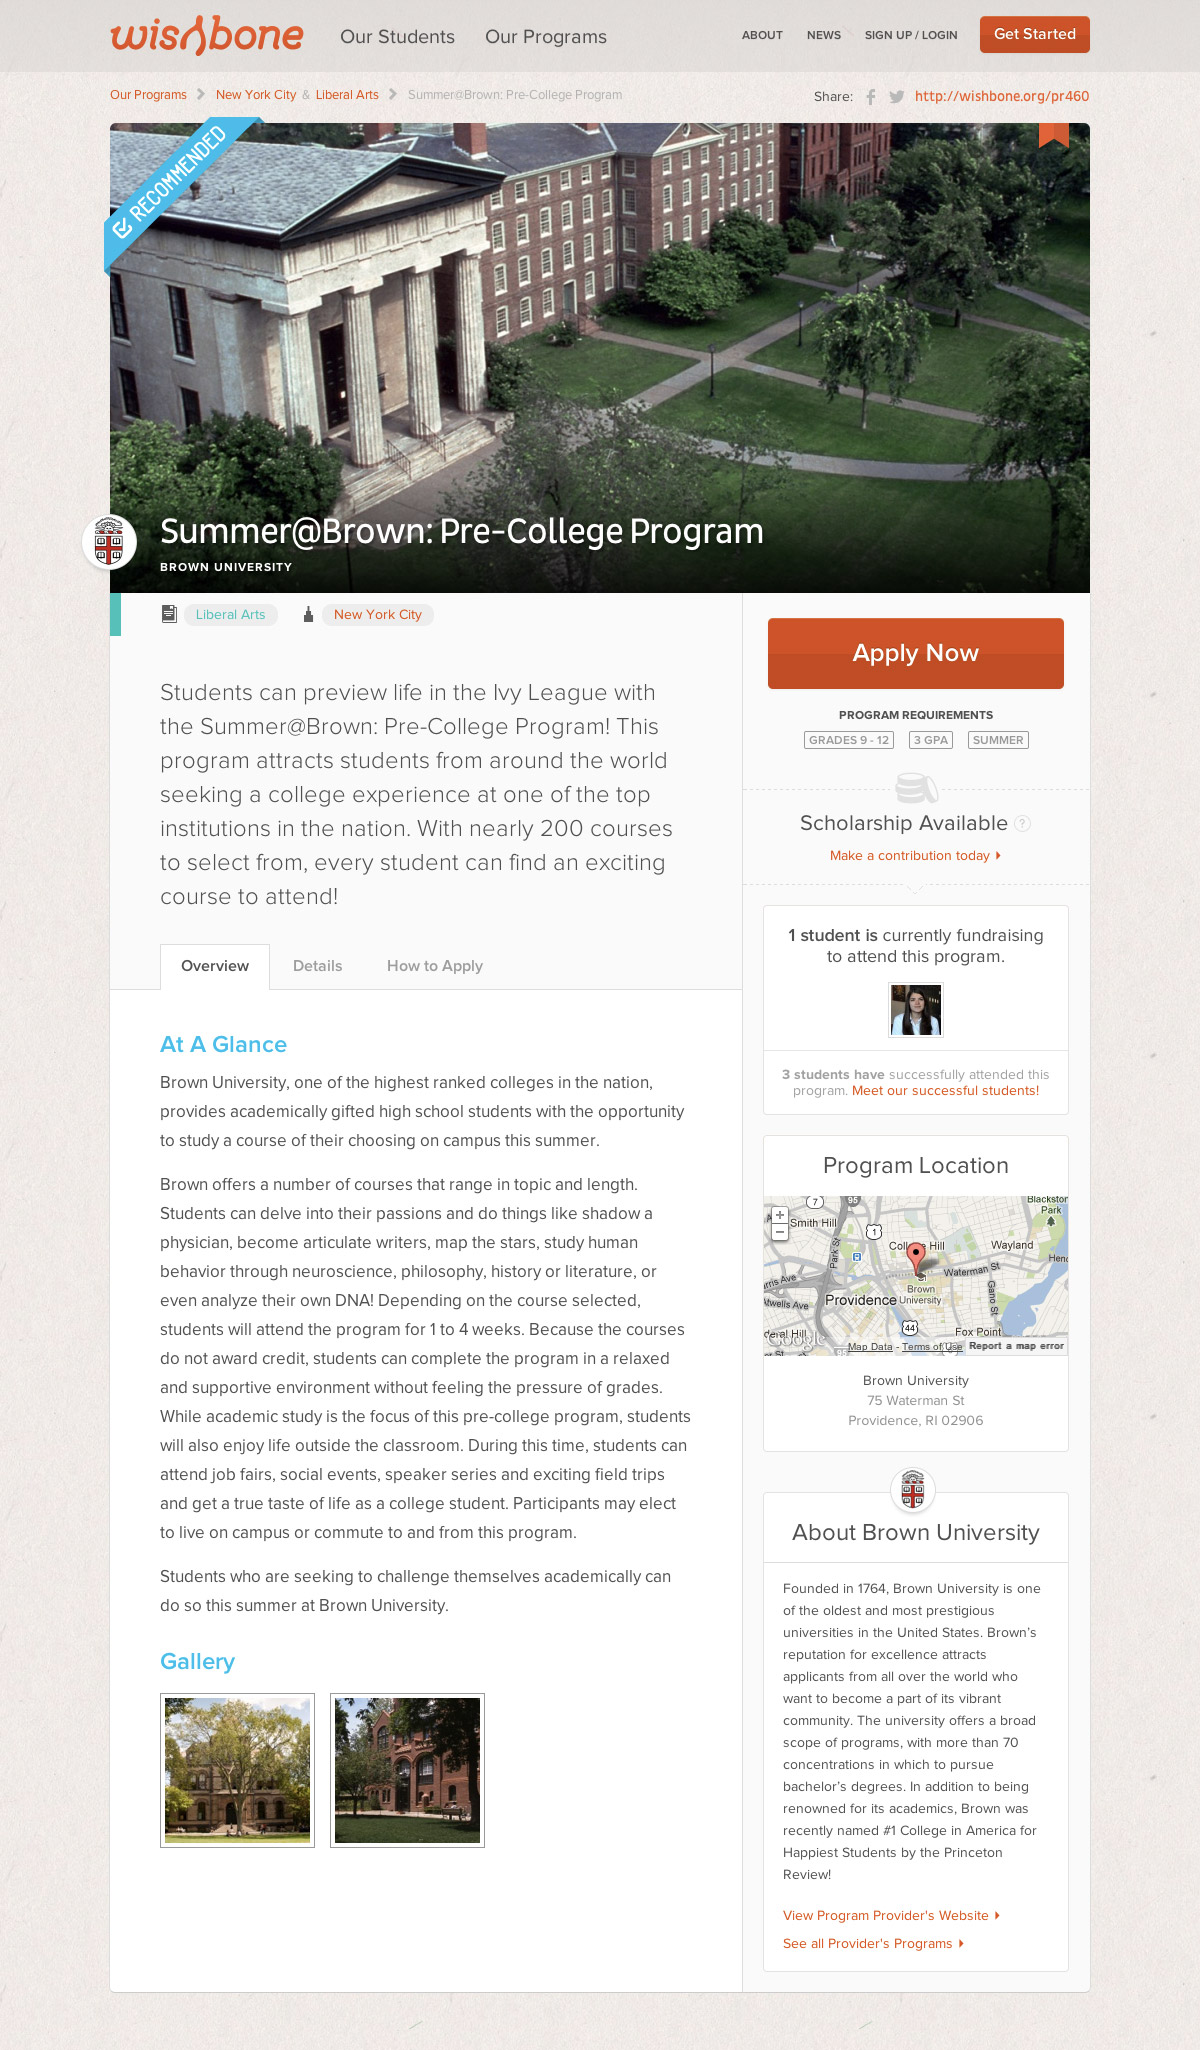 wishbone
Our Students
Our Programs
ABOUT
NEWS
SIGN UP / LOGIN
Get Started
Our Programs
New York City & Liberal Arts
Summer@Brown: Pre-College Program
Share:
http://wishbone.org/pr460
RECOMMENDED
Summer@Brown: Pre-College Program
BROWN UNIVERSITY
Liberal Arts
New York City
Students can preview life in the Ivy League with
the Summer@Brown: Pre-College Program! This
program attracts students from around the world
seeking a college experience at one of the top
institutions in the nation. With nearly 200 courses
to select from, every student can find an exciting
course to attend!
Overview
Details
How to Apply
At A Glance
Brown University, one of the highest ranked colleges in the nation,
provides academically gifted high school students with the opportunity
to study a course of their choosing on campus this summer.
Brown offers a number of courses that range in topic and length.
Students can delve into their passions and do things like shadow a
physician, become articulate writers, map the stars, study human
behavior through neuroscience, philosophy, history or literature, or
even analyze their own DNA! Depending on the course selected,
students will attend the program for 1 to 4 weeks. Because the courses
do not award credit, students can complete the program in a relaxed
and supportive environment without feeling the pressure of grades.
While academic study is the focus of this pre-college program, students
will also enjoy life outside the classroom. During this time, students can
attend job fairs, social events, speaker series and exciting field trips
and get a true taste of life as a college student. Participants may elect
to live on campus or commute to and from this program.
Students who are seeking to challenge themselves academically can
do so this summer at Brown University.
Gallery
Apply Now
PROGRAM REQUIREMENTS
GRADES 9 - 12
3 GPA
SUMMER
Scholarship Available ?
Make a contribution today
1 student is currently fundraising
to attend this program.
3 students have successfully attended this
program. Meet our successful students!
Program Location
7
95
Blackston
Park
Smith Hill
1
College Hill
Wayland
Park St
Waterman St
Brown
University
Gano St
Providence
Atwells Ave
44
Fox Point
Google
Map Data - Terms of Use
Report a map error
Brown University
75 Waterman St
Providence, RI 02906
About Brown University
Founded in 1764, Brown University is one
of the oldest and most prestigious
universities in the United States. Brown's
reputation for excellence attracts
applicants from all over the world who
want to become a part of its vibrant
community. The university offers a broad
scope of programs, with more than 70
concentrations in which to pursue
bachelor's degrees. In addition to being
renowned for its academics, Brown was
recently named #1 College in America for
Happiest Students by the Princeton
Review!
View Program Provider's Website
See all Provider's Programs